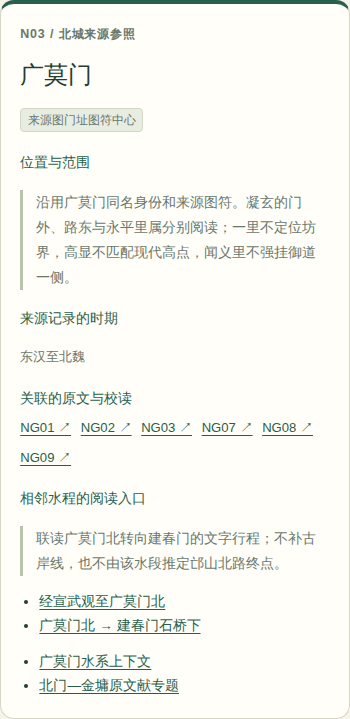 N03 / 北城来源参照
广莫门
来源图门址图符中心
位置与范围
沿用广莫门同名身份和来源图符。凝玄的门
外、路东与永平里属分别阅读；一里不定位坊
界，高显不匹配现代高点，闻义里不强挂御道
一侧。
来源记录的时期
东汉至北魏
关联的原文与校读
NG01 ↗ NG02 ↗ NG03 ↗ NG07 ↗ NG08 ↗
NG09 ↗
相邻水程的阅读入口
联读广莫门北转向建春门的文字行程；不补古
岸线，也不由该水段推定邙山北路终点。
• 经宣武观至广莫门北
• 广莫门北 → 建春门石桥下
• 广莫门水系上下文
• 北门—金墉原文献专题